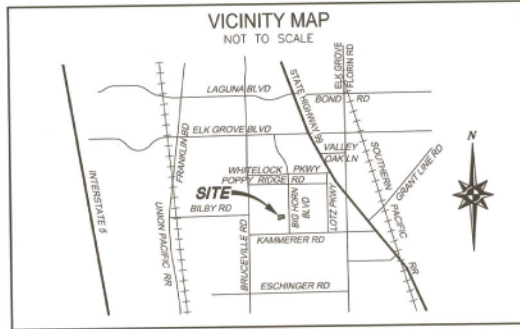 VICINITY MAP
NOT TO SCALE
ELK GROVE
FLORIN RD
LAGUNA BLVD
STATE HIGHWAY 99
BOND RD
ELK GROVE BLVD
FRANKLIN RD
VALLEY
OAK LN
SOUTHERN
PACIFIC
RR
GRANT LINE RD
N
WHITELOCK PKWY
POPPY RIDGE RD
INTERSTATE 5
SITE
BILBY RD
BIG HORN
BLVD
LOTZ PKWY
UNION PACIFIC RR
BRUCEVILLE RD
KAMMERER RD
ESCHINGER RD